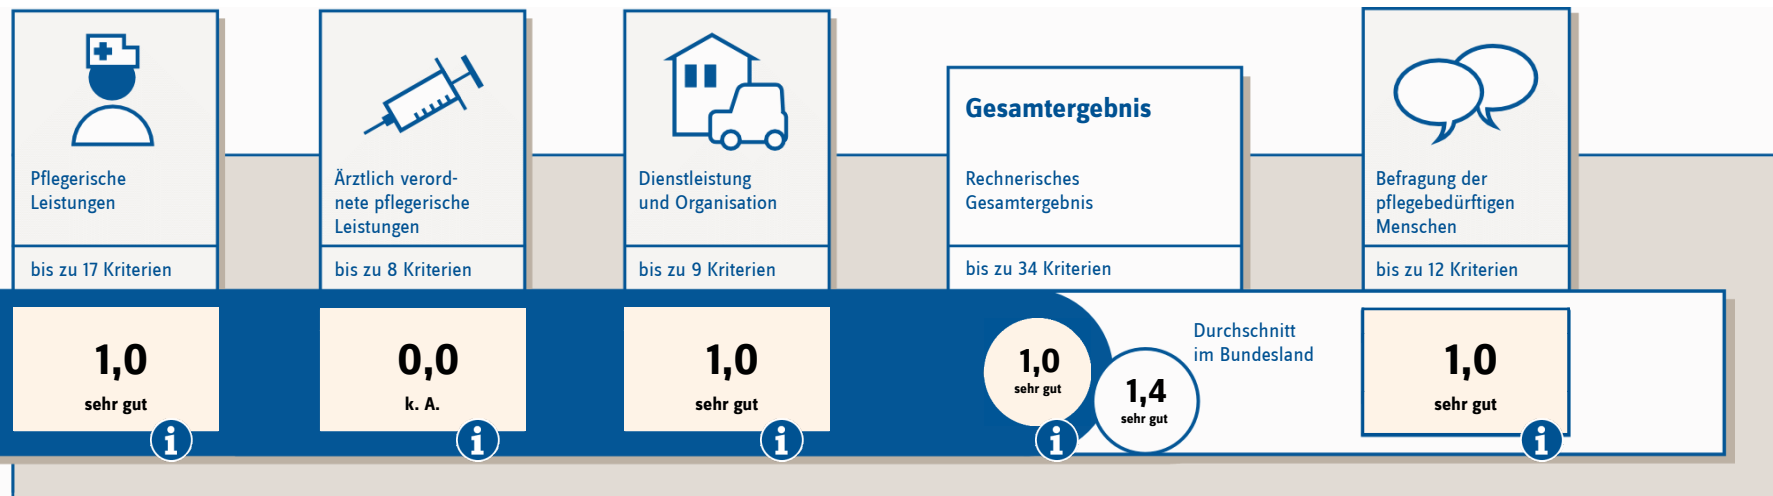 Pflegerische
Leistungen
bis zu 17 Kriterien
1,0
sehr gut
i
Ärztlich verord-
nete pflegerische
Leistungen
bis zu 8 Kriterien
0,0
k. A.
i
Dienstleistung
und Organisation
bis zu 9 Kriterien
1,0
sehr gut
i
Gesamtergebnis
Rechnerisches
Gesamtergebnis
bis zu 34 Kriterien
1,0
sehr gut
i
1,4
sehr gut
Durchschnitt
im Bundesland
Befragung der
pflegebedürftigen
Menschen
bis zu 12 Kriterien
1,0
sehr gut
i